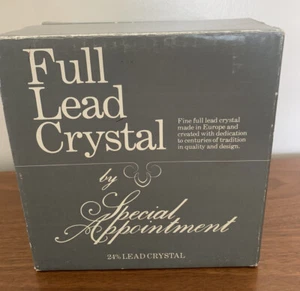 Full
Lead
Crystal
Fine full lead crystal
made in Europe and
created with dedication
to centuries of tradition
in quality and design.
by
Special
Appointment
24% LEAD CRYSTAL